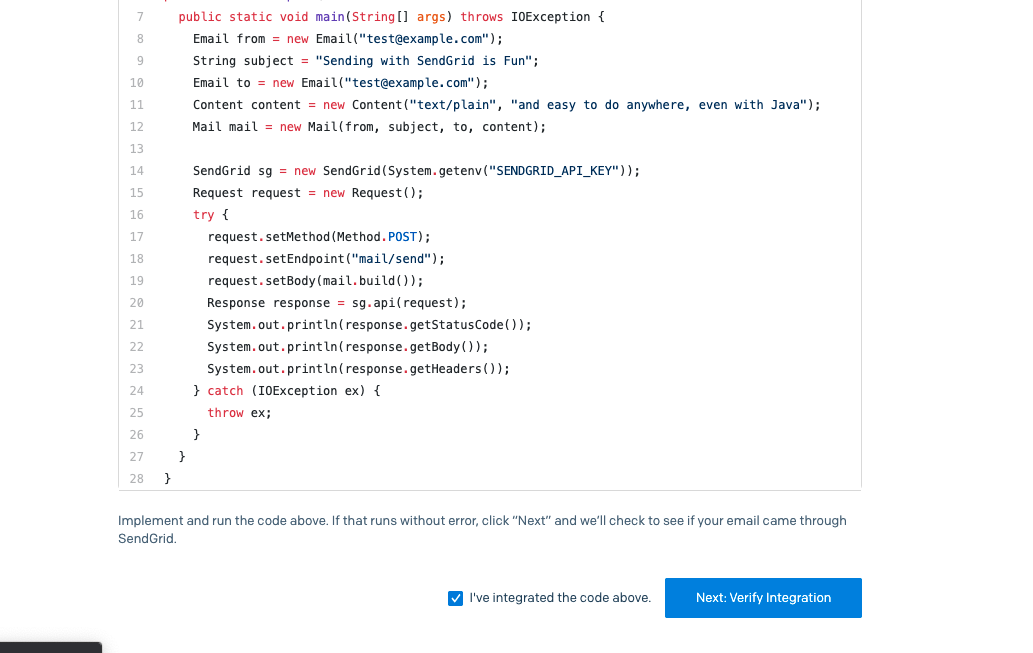 7 public static void main(String[] args) throws IOException {
8 Email from = new Email("test@example.com");
9 String subject = "Sending with SendGrid is Fun";
10 Email to = new Email("test@example.com");
11 Content content = new Content("text/plain", "and easy to do anywhere, even with Java");
12 Mail mail = new Mail(from, subject, to, content);
13
14 SendGrid sg = new SendGrid(System.getenv("SENDGRID_API_KEY"));
15 Request request = new Request();
16 try {
17 request.setMethod(Method.POST);
18 request.setEndpoint("mail/send");
19 request.setBody(mail.build());
20 Response response = sg.api(request);
21 System.out.println(response.getStatusCode());
22 System.out.println(response.getBody());
23 System.out.println(response.getHeaders());
24 } catch (IOException ex) {
25 throw ex;
26 }
27 }
28 }
Implement and run the code above. If that runs without error, click “Next” and we’ll check to see if your email came through
SendGrid.
I've integrated the code above. Next: Verify Integration